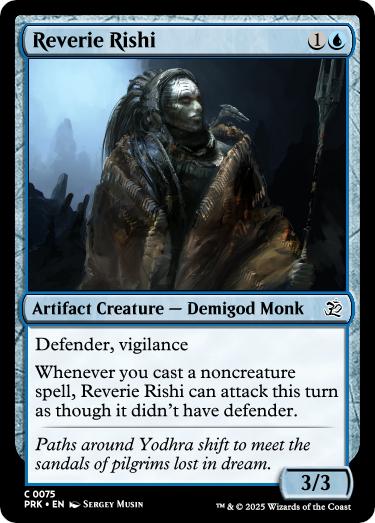 Reverie Rishi
1
Artifact Creature — Demigod Monk
Defender, vigilance
Whenever you cast a noncreature
spell, Reverie Rishi can attack this turn
as though it didn't have defender.
Paths around Yodhra shift to meet the
sandals of pilgrims lost in dream.
3/3
C 0075
PRK • EN Sergey Musin
™ & © 2025 Wizards of the Coast